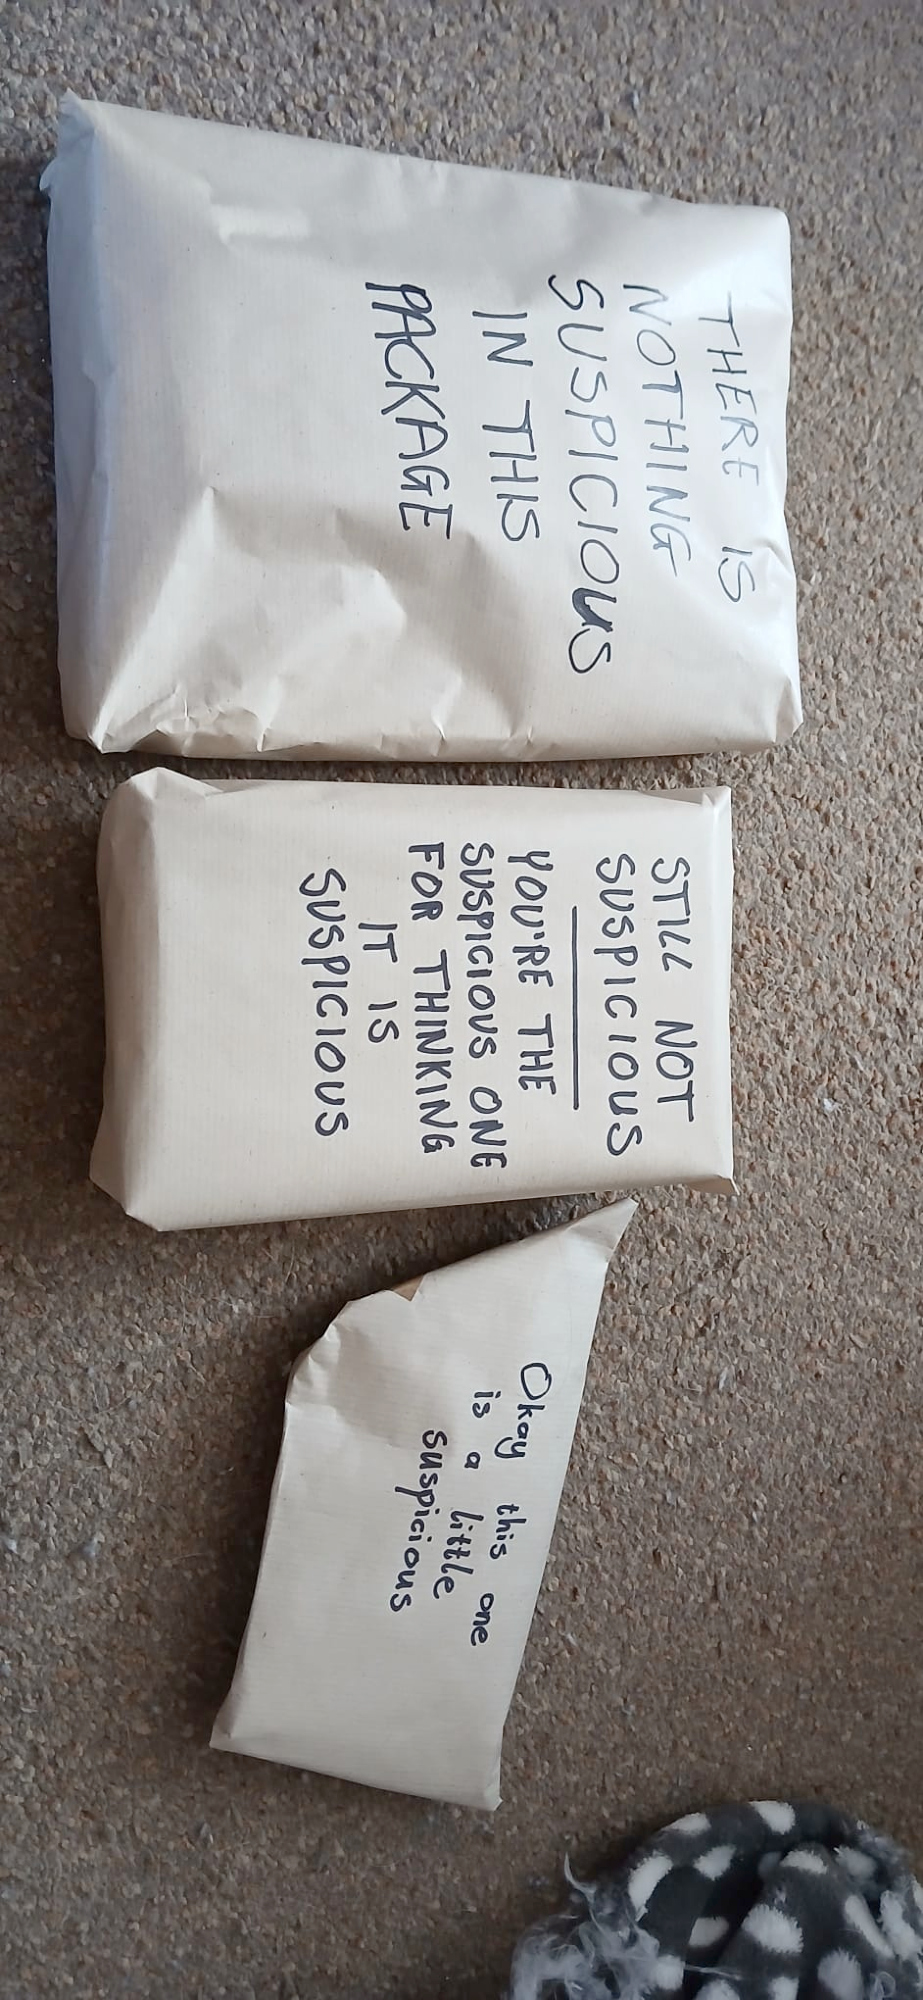 THERE IS
NOTHING
SUSPICIOUS
IN THIS
PACKAGE
STILL NOT
SUSPICIOUS
YOU'RE THE
SUSPICIOUS ONE
FOR THINKING
IT IS
SUSPICIOUS
Okay this one
is a little
suspicious